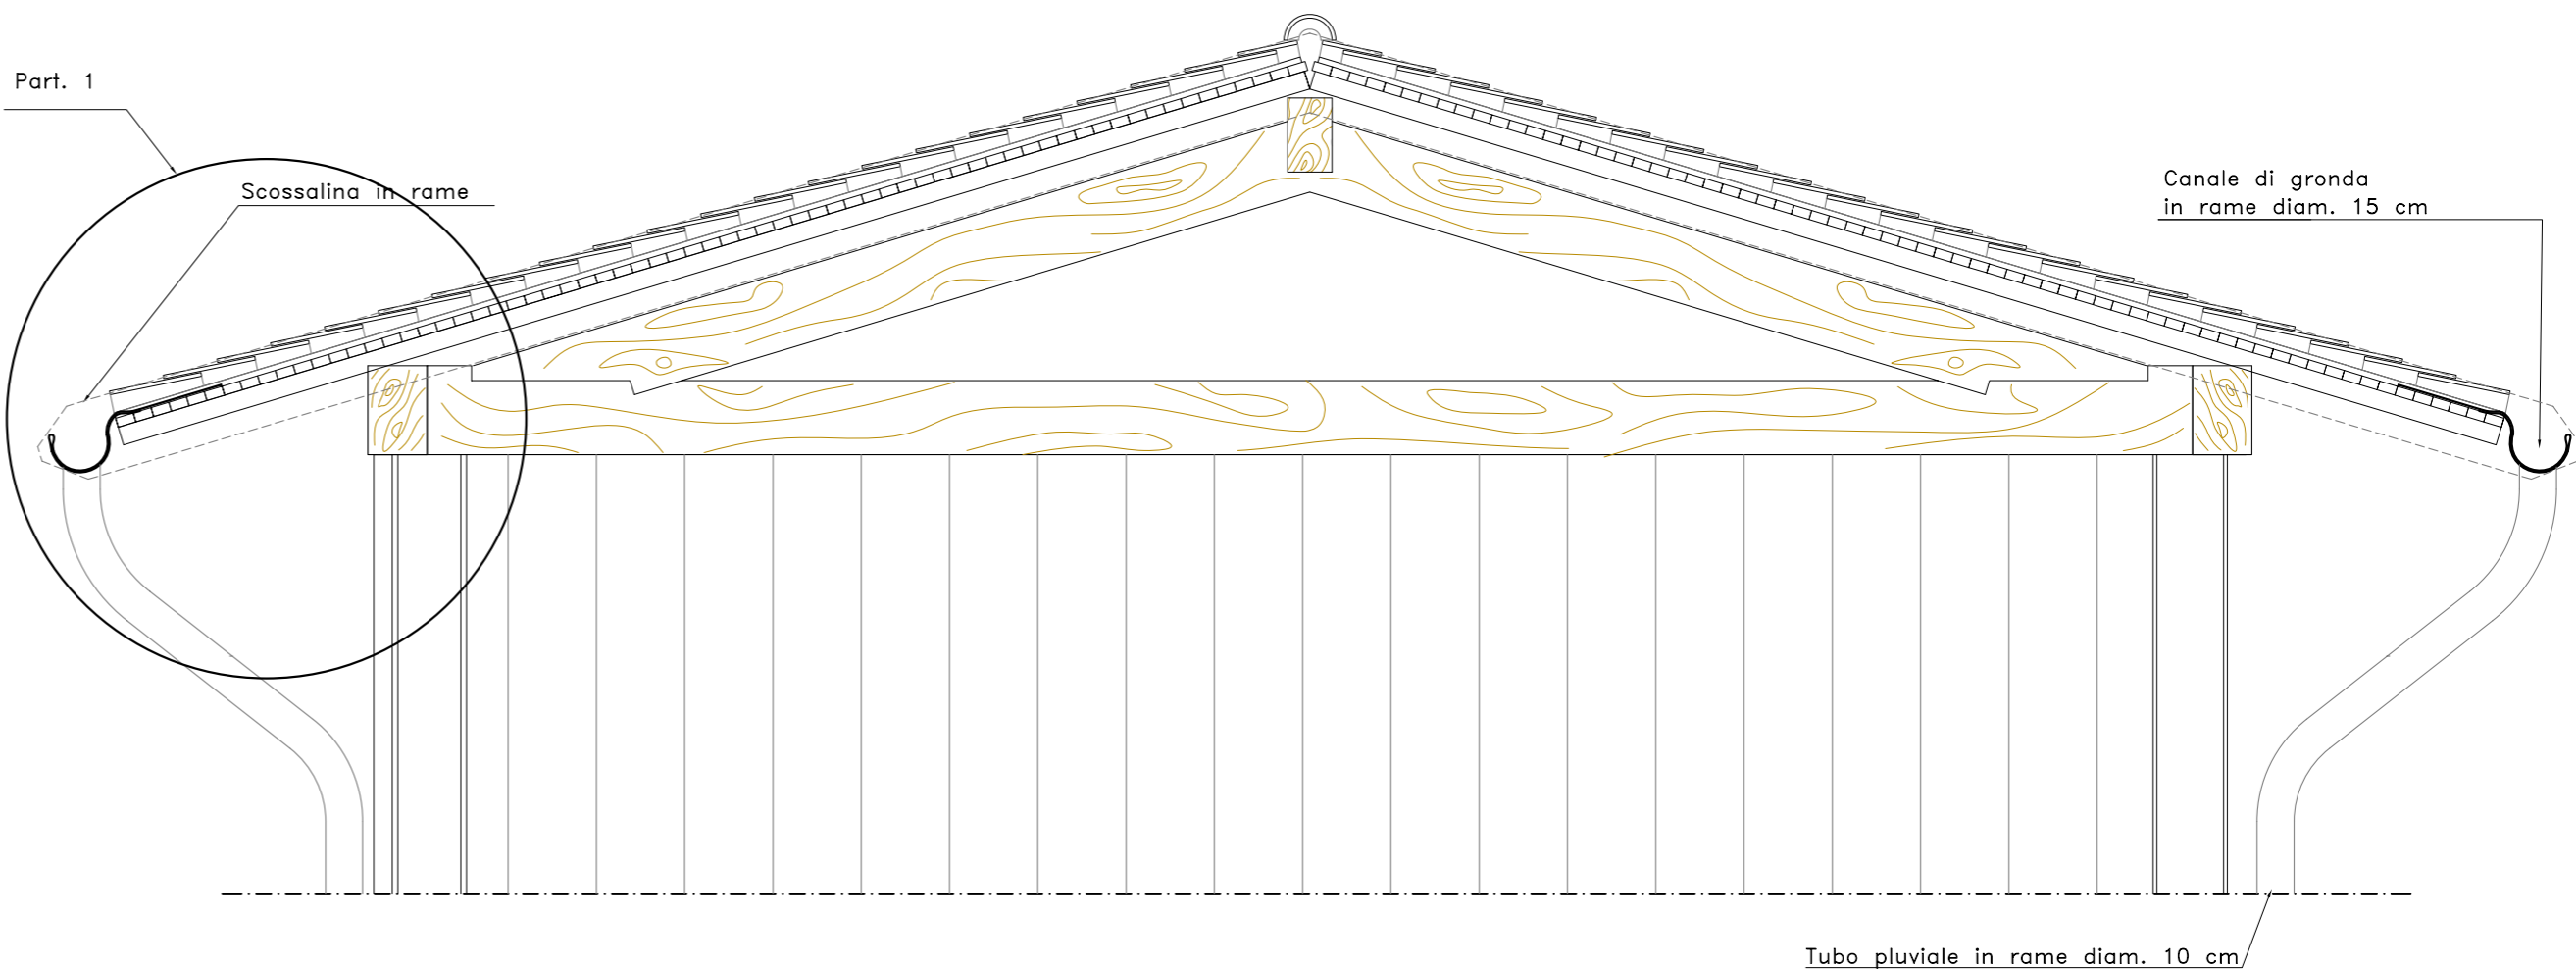 Part. 1
Scossalina in rame
Canale di gronda
in rame diam. 15 cm
Tubo pluviale in rame diam. 10 cm